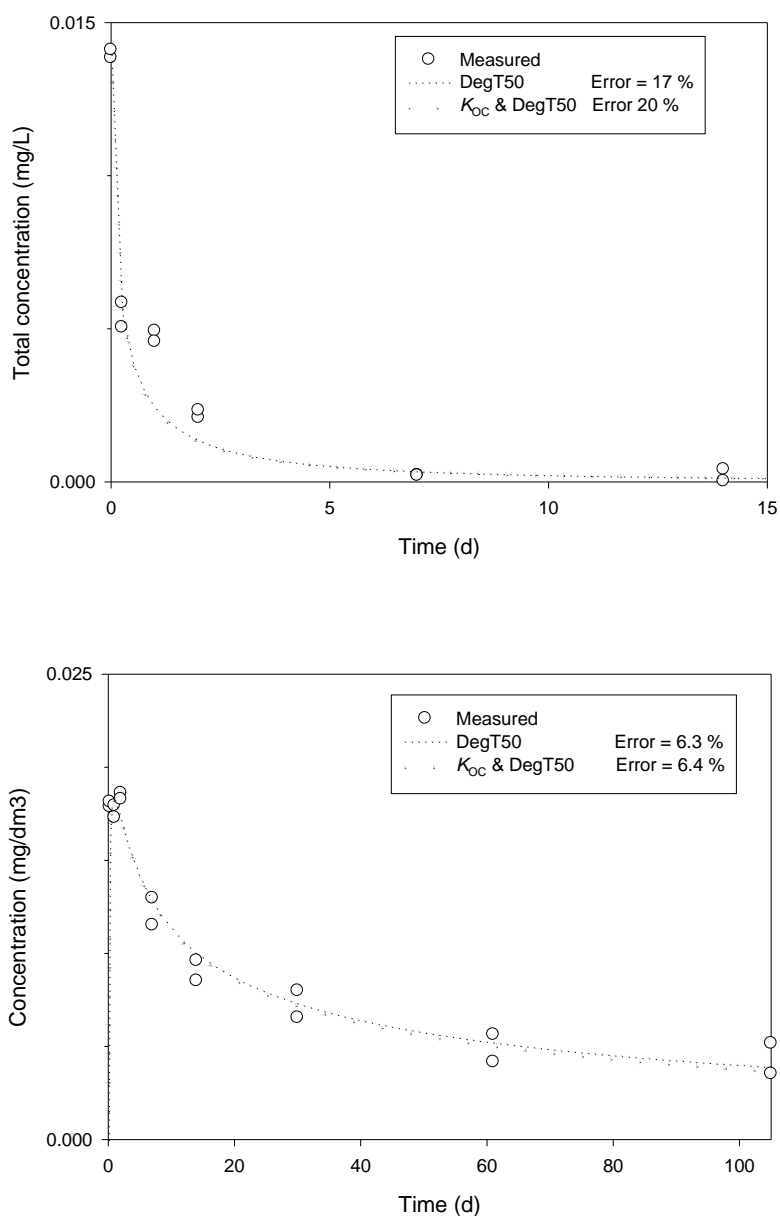 0.015
Measured
DegT50 Error = 17 %
KOC & DegT50 Error 20 %
Total concentration (mg/L)
0.000
0 5 10 15
Time (d)
0.025
Measured
DegT50 Error = 6.3 %
KOC & DegT50 Error = 6.4 %
Concentration (mg/dm3)
0.000
0 20 40 60 80 100
Time (d)